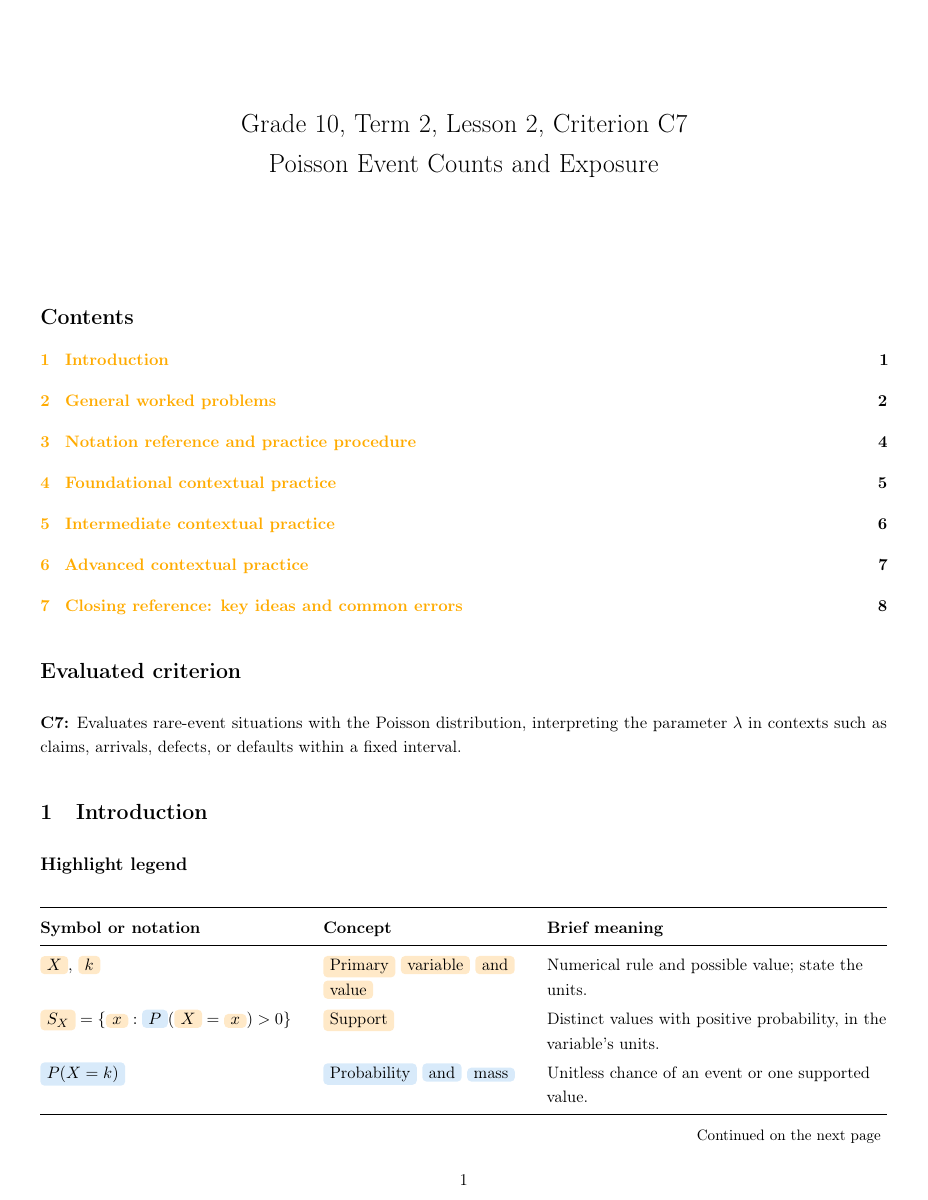 Grade 10, Term 2, Lesson 2, Criterion C7
Poisson Event Counts and Exposure
Contents
1 Introduction 1
2 General worked problems 2
3 Notation reference and practice procedure 4
4 Foundational contextual practice 5
5 Intermediate contextual practice 6
6 Advanced contextual practice 7
7 Closing reference: key ideas and common errors 8
Evaluated criterion
C7: Evaluates rare-event situations with the Poisson distribution, interpreting the parameter λ in contexts such as
claims, arrivals, defects, or defaults within a fixed interval.
1 Introduction
Highlight legend
Symbol or notation Concept Brief meaning
X, k Primary variable and Numerical rule and possible value; state the
value units.
S_X = {x : P(X = x) > 0} Support Distinct values with positive probability, in the
variable's units.
P(X = k) Probability and mass Unitless chance of an event or one supported
value.
Continued on the next page
1